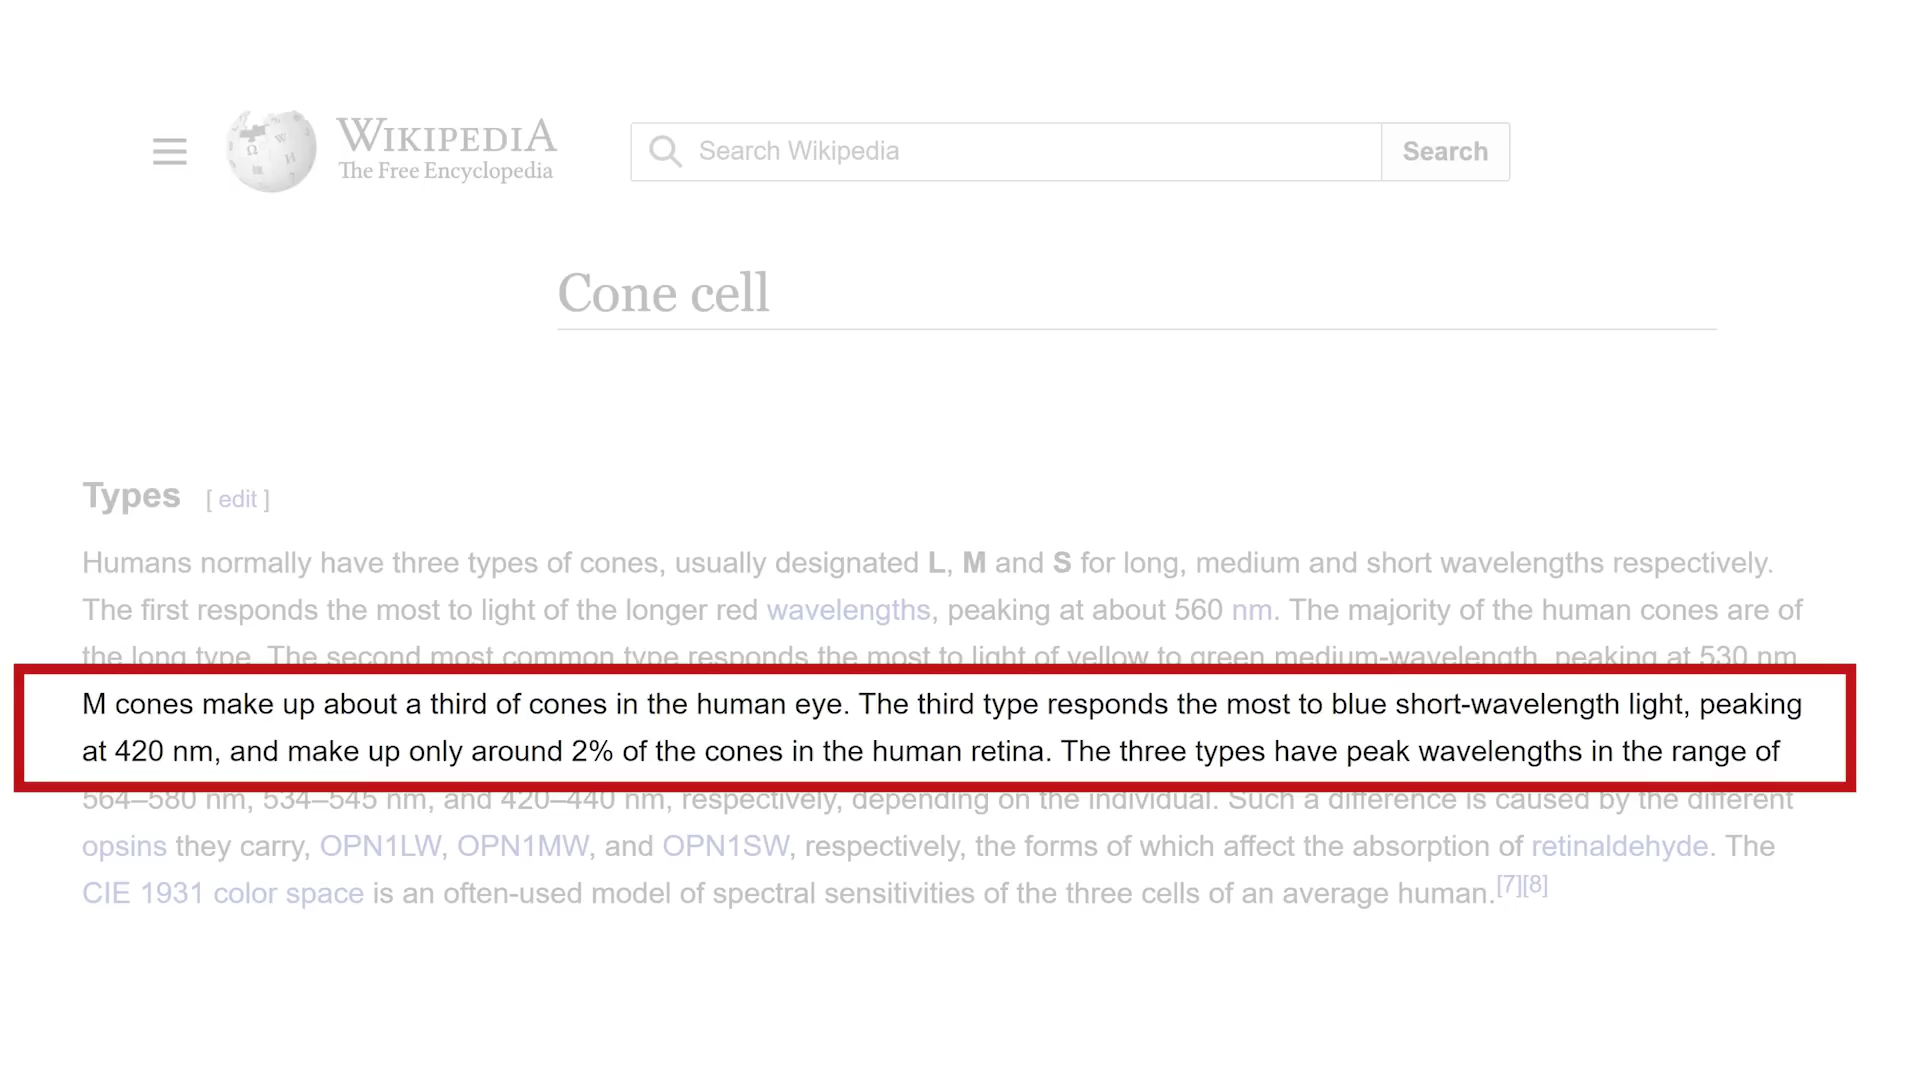 WIKIPEDIA
The Free Encyclopedia
Search Wikipedia
Search
Cone cell
Types [ edit ]
Humans normally have three types of cones, usually designated L, M and S for long, medium and short wavelengths respectively.
The first responds the most to light of the longer red wavelengths, peaking at about 560 nm. The majority of the human cones are of
the long type. The second most common type responds the most to light of yellow to green medium-wavelength, peaking at 530 nm.
M cones make up about a third of cones in the human eye. The third type responds the most to blue short-wavelength light, peaking
at 420 nm, and make up only around 2% of the cones in the human retina. The three types have peak wavelengths in the range of
564–580 nm, 534–545 nm, and 420–440 nm, respectively, depending on the individual. Such a difference is caused by the different
opsins they carry, OPN1LW, OPN1MW, and OPN1SW, respectively, the forms of which affect the absorption of retinaldehyde. The
CIE 1931 color space is an often-used model of spectral sensitivities of the three cells of an average human.[7][8]